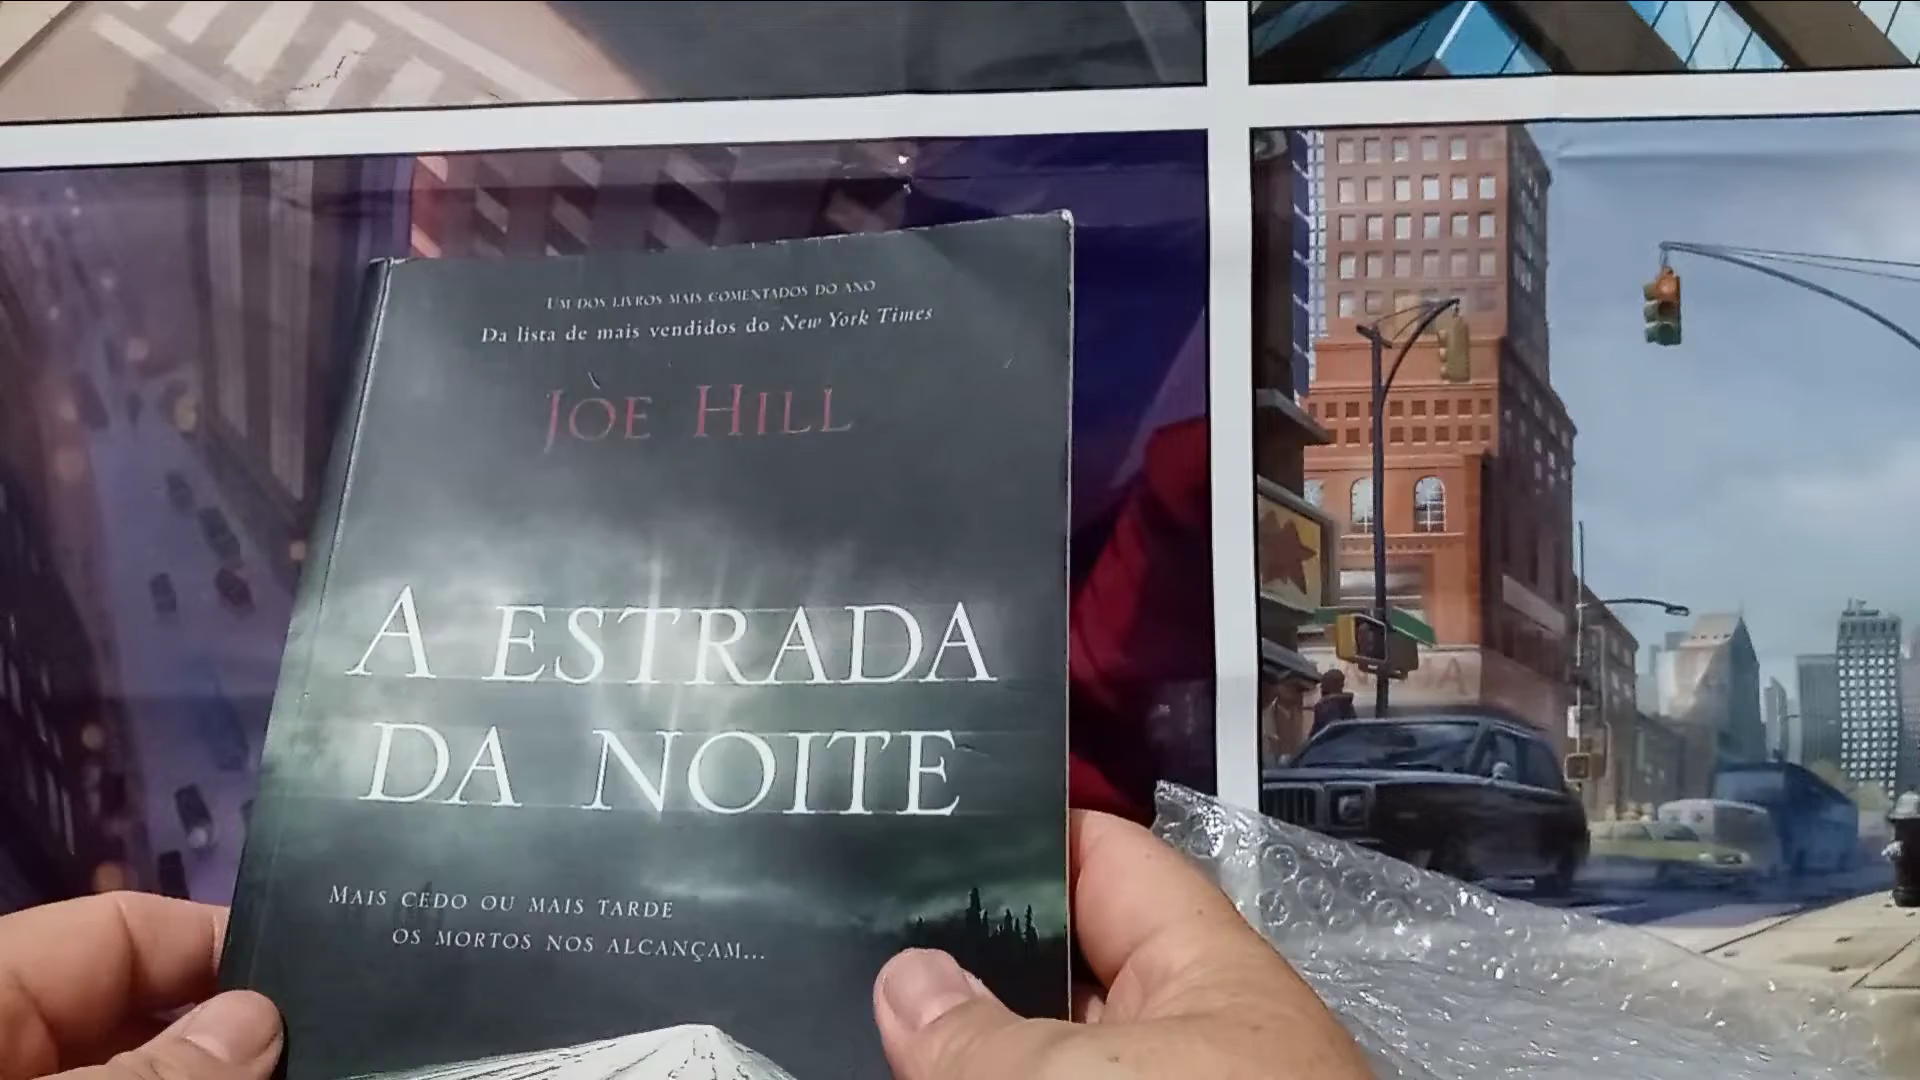 UM DOS LIVROS MAIS COMENTADOS DO ANO
Da lista de mais vendidos do New York Times
JOE HILL
A ESTRADA
DA NOITE
MAIS CEDO OU MAIS TARDE
OS MORTOS NOS ALCANÇAM...